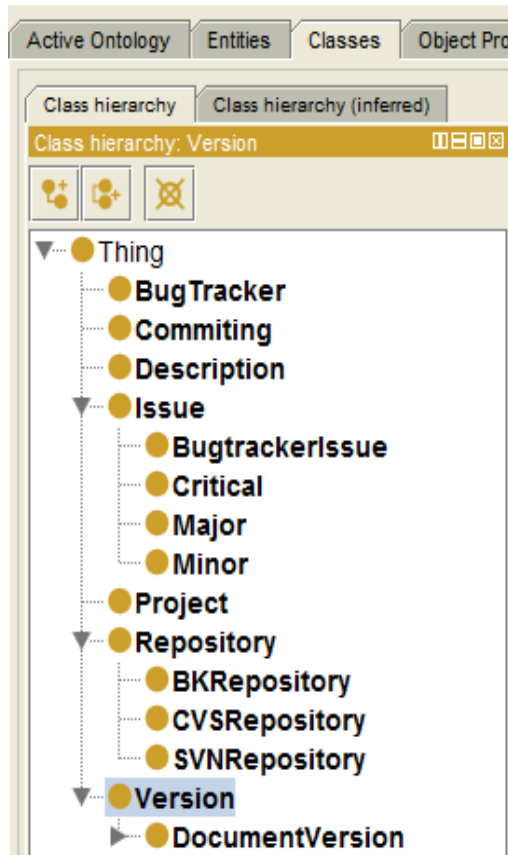 Active Ontology Entities Classes Object Pro
Class hierarchy Class hierarchy (inferred)
Class hierarchy: Version
Thing
BugTracker
Commiting
Description
Issue
BugtrackerIssue
Critical
Major
Minor
Project
Repository
BKRepository
CVSRepository
SVNRepository
Version
DocumentVersion